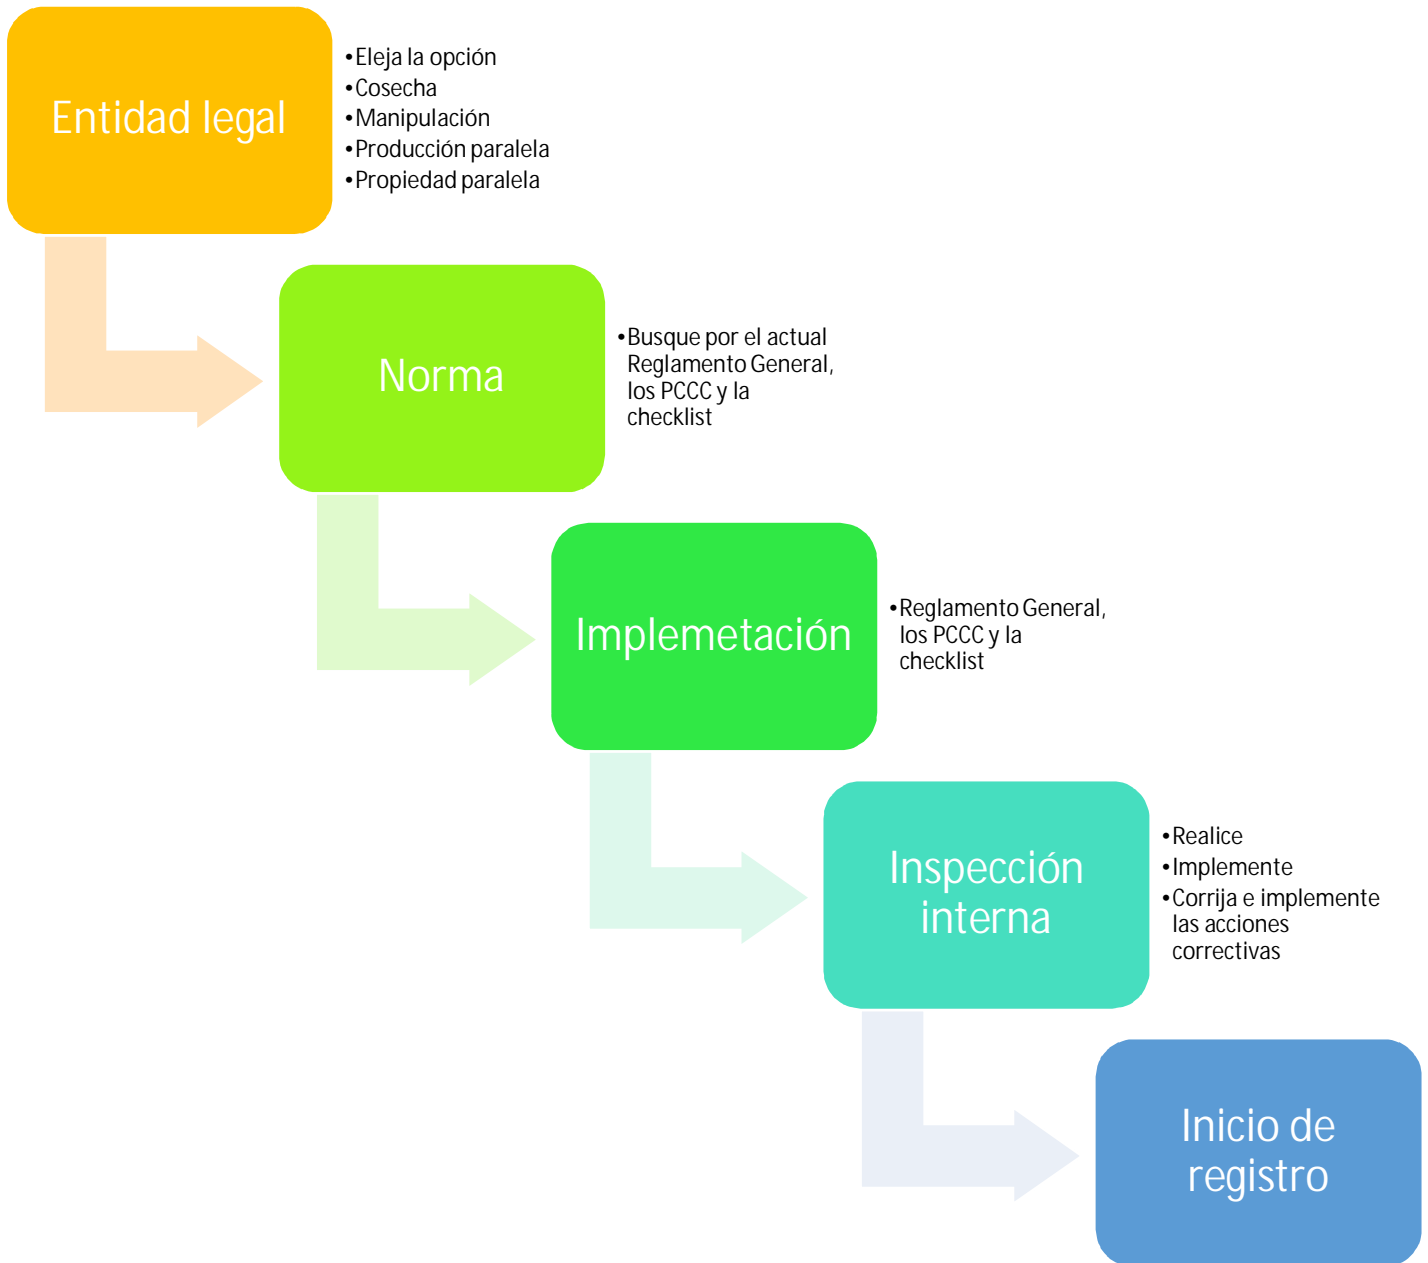 Entidad legal
•Eleja la opción
•Cosecha
•Manipulación
•Producción paralela
•Propiedad paralela
Norma
•Busque por el actual
Reglamento General,
los PCCC y la
checklist
Implemetación
•Reglamento General,
los PCCC y la
checklist
Inspección
interna
•Realice
•Implemente
•Corrija e implemente
las acciones
correctivas
Inicio de
registro